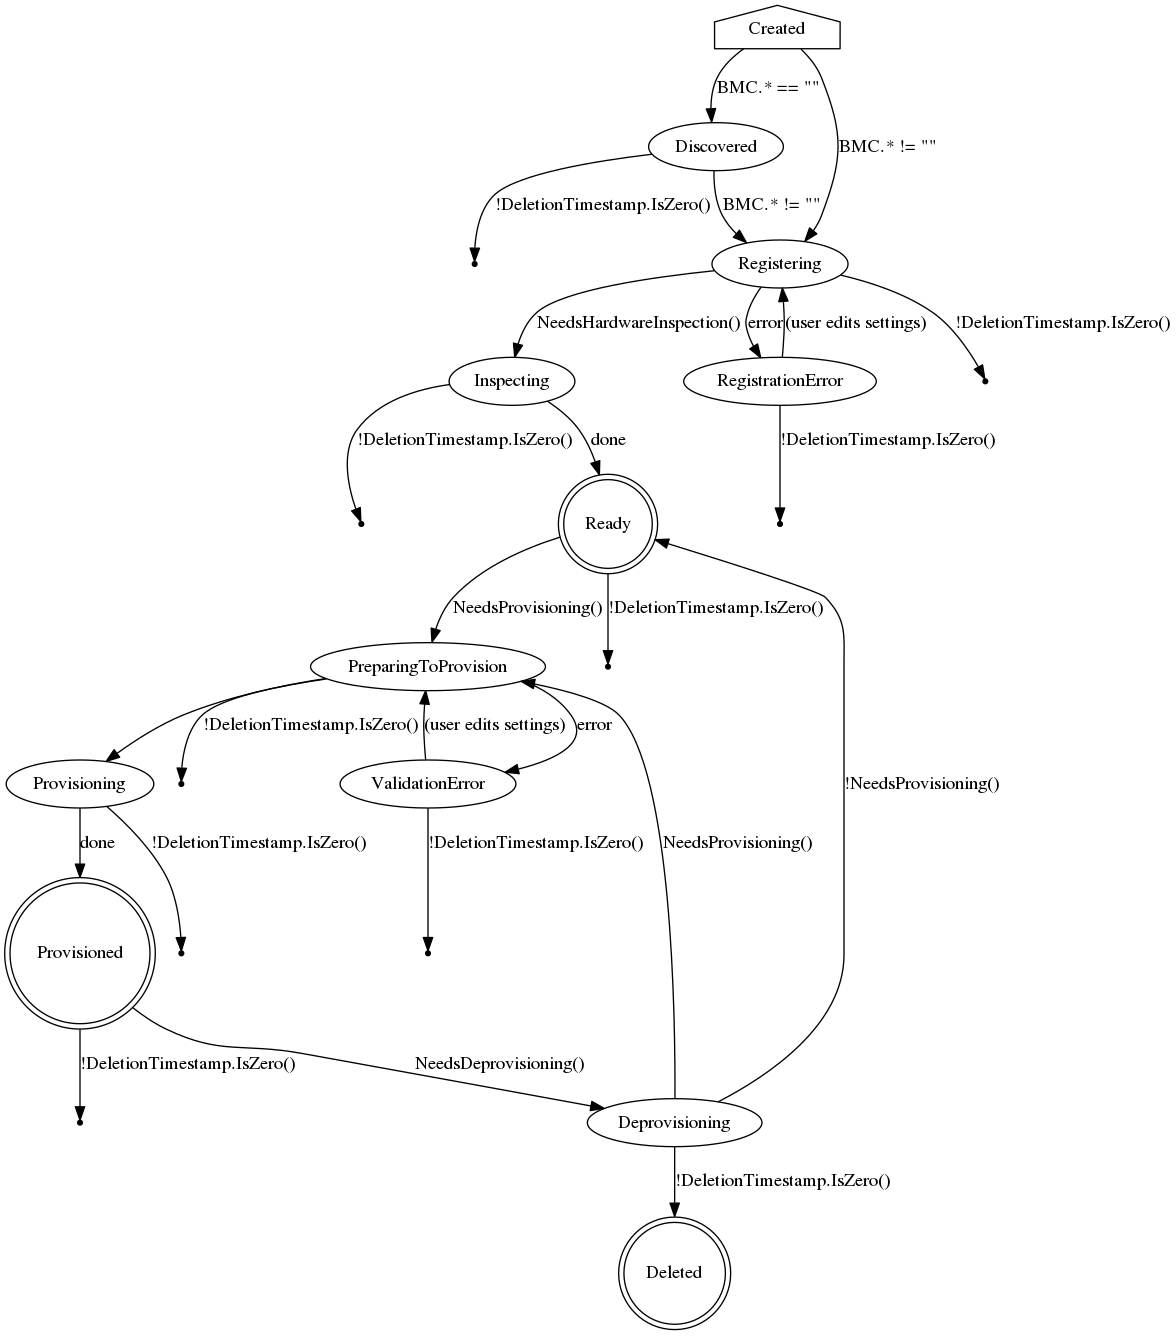 Created
BMC.* == ""
Discovered
BMC.* != ""
!DeletionTimestamp.IsZero()
BMC.* != ""
Registering
NeedsHardwareInspection()
error
(user edits settings)
!DeletionTimestamp.IsZero()
Inspecting
RegistrationError
!DeletionTimestamp.IsZero()
done
!DeletionTimestamp.IsZero()
Ready
NeedsProvisioning()
!DeletionTimestamp.IsZero()
PreparingToProvision
!DeletionTimestamp.IsZero()
(user edits settings)
error
Provisioning
ValidationError
!NeedsProvisioning()
done
!DeletionTimestamp.IsZero()
!DeletionTimestamp.IsZero()
NeedsProvisioning()
Provisioned
!DeletionTimestamp.IsZero()
NeedsDeprovisioning()
Deprovisioning
!DeletionTimestamp.IsZero()
Deleted